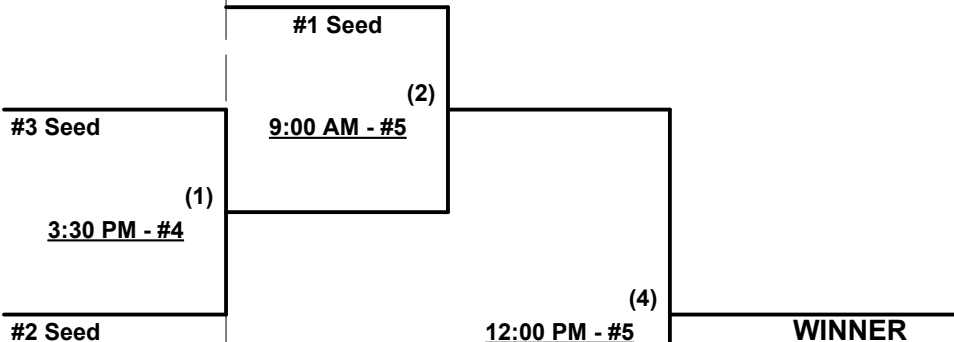 #1 Seed
(2)
#3 Seed
9:00 AM - #5
(1)
3:30 PM - #4
(4)
#2 Seed
12:00 PM - #5
WINNER